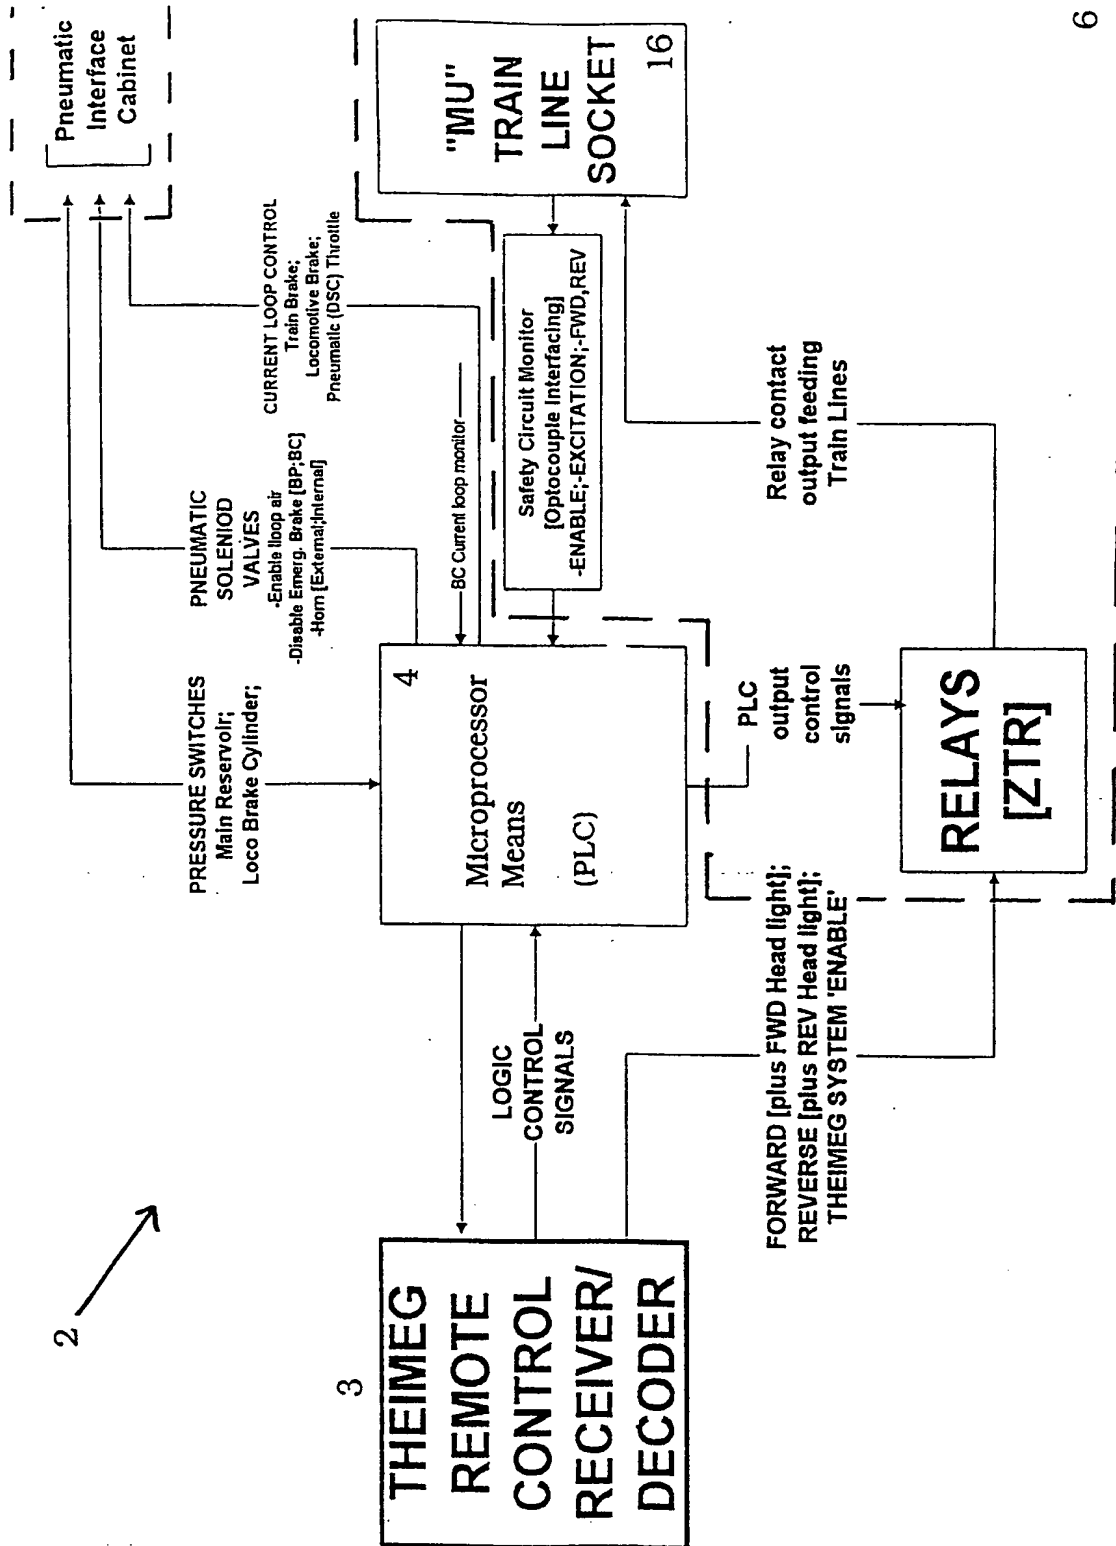 2
3
THEIMEG
REMOTE
CONTROL
RECEIVER/
DECODER
LOGIC
CONTROL
SIGNALS
FORWARD [plus FWD Head light];
REVERSE [plus REV Head light];
THEIMEG SYSTEM 'ENABLE'
4
Microprocessor
Means
(PLC)
PRESSURE SWITCHES
Main Reservoir;
Loco Brake Cylinder;
PNEUMATIC
SOLENIOD
VALVES
-Enable lloop air
-Disable Emerg. Brake [BP;BC]
-Horn [External;Internal]
BC Current loop monitor
CURRENT LOOP CONTROL
Train Brake;
Locomotive Brake;
Pneumatic (DSC) Throttle
Pneumatic
Interface
Cabinet
Safety Circuit Monitor
[Optocouple Interfacing]
-ENABLE;-EXCITATION;-FWD,REV
"MU"
TRAIN
LINE
SOCKET
16
PLC
output
control
signals
RELAYS
[ZTR]
Relay contact
output feeding
Train Lines
6